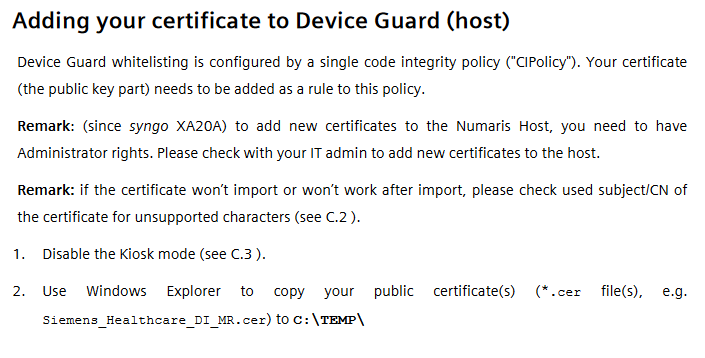 Adding your certificate to Device Guard (host)
Device Guard whitelisting is configured by a single code integrity policy ("CIPolicy"). Your certificate
(the public key part) needs to be added as a rule to this policy.
Remark: (since syngo XA20A) to add new certificates to the Numaris Host, you need to have
Administrator rights. Please check with your IT admin to add new certificates to the host.
Remark: if the certificate won't import or won't work after import, please check used subject/CN of
the certificate for unsupported characters (see C.2 ).
1. Disable the Kiosk mode (see C.3 ).
2. Use Windows Explorer to copy your public certificate(s) (*.cer file(s), e.g.
Siemens_Healthcare_DI_MR.cer) to C:\TEMP\